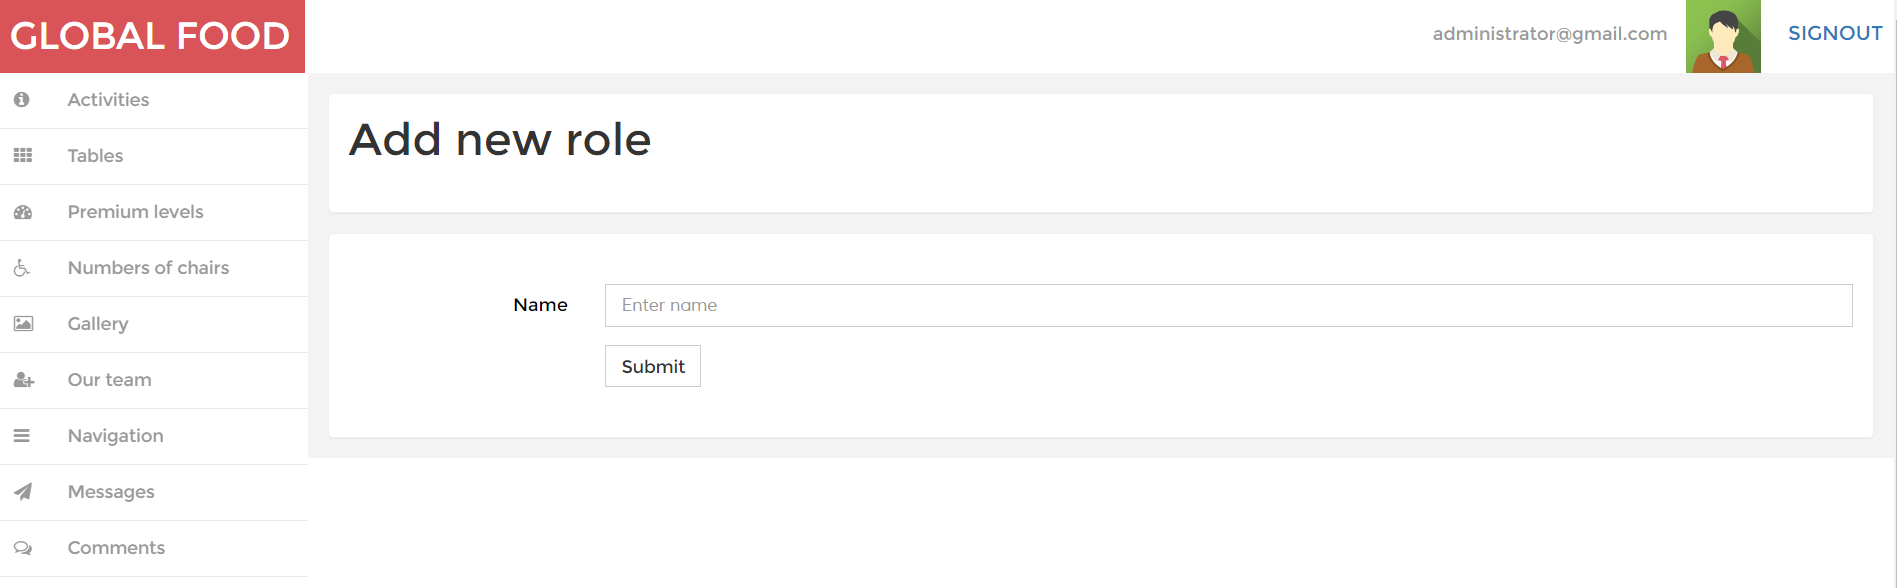 GLOBAL FOOD
administrator@gmail.com
SIGNOUT
Activities
Tables
Premium levels
Numbers of chairs
Gallery
Our team
Navigation
Messages
Comments
Add new role
Name
Enter name
Submit